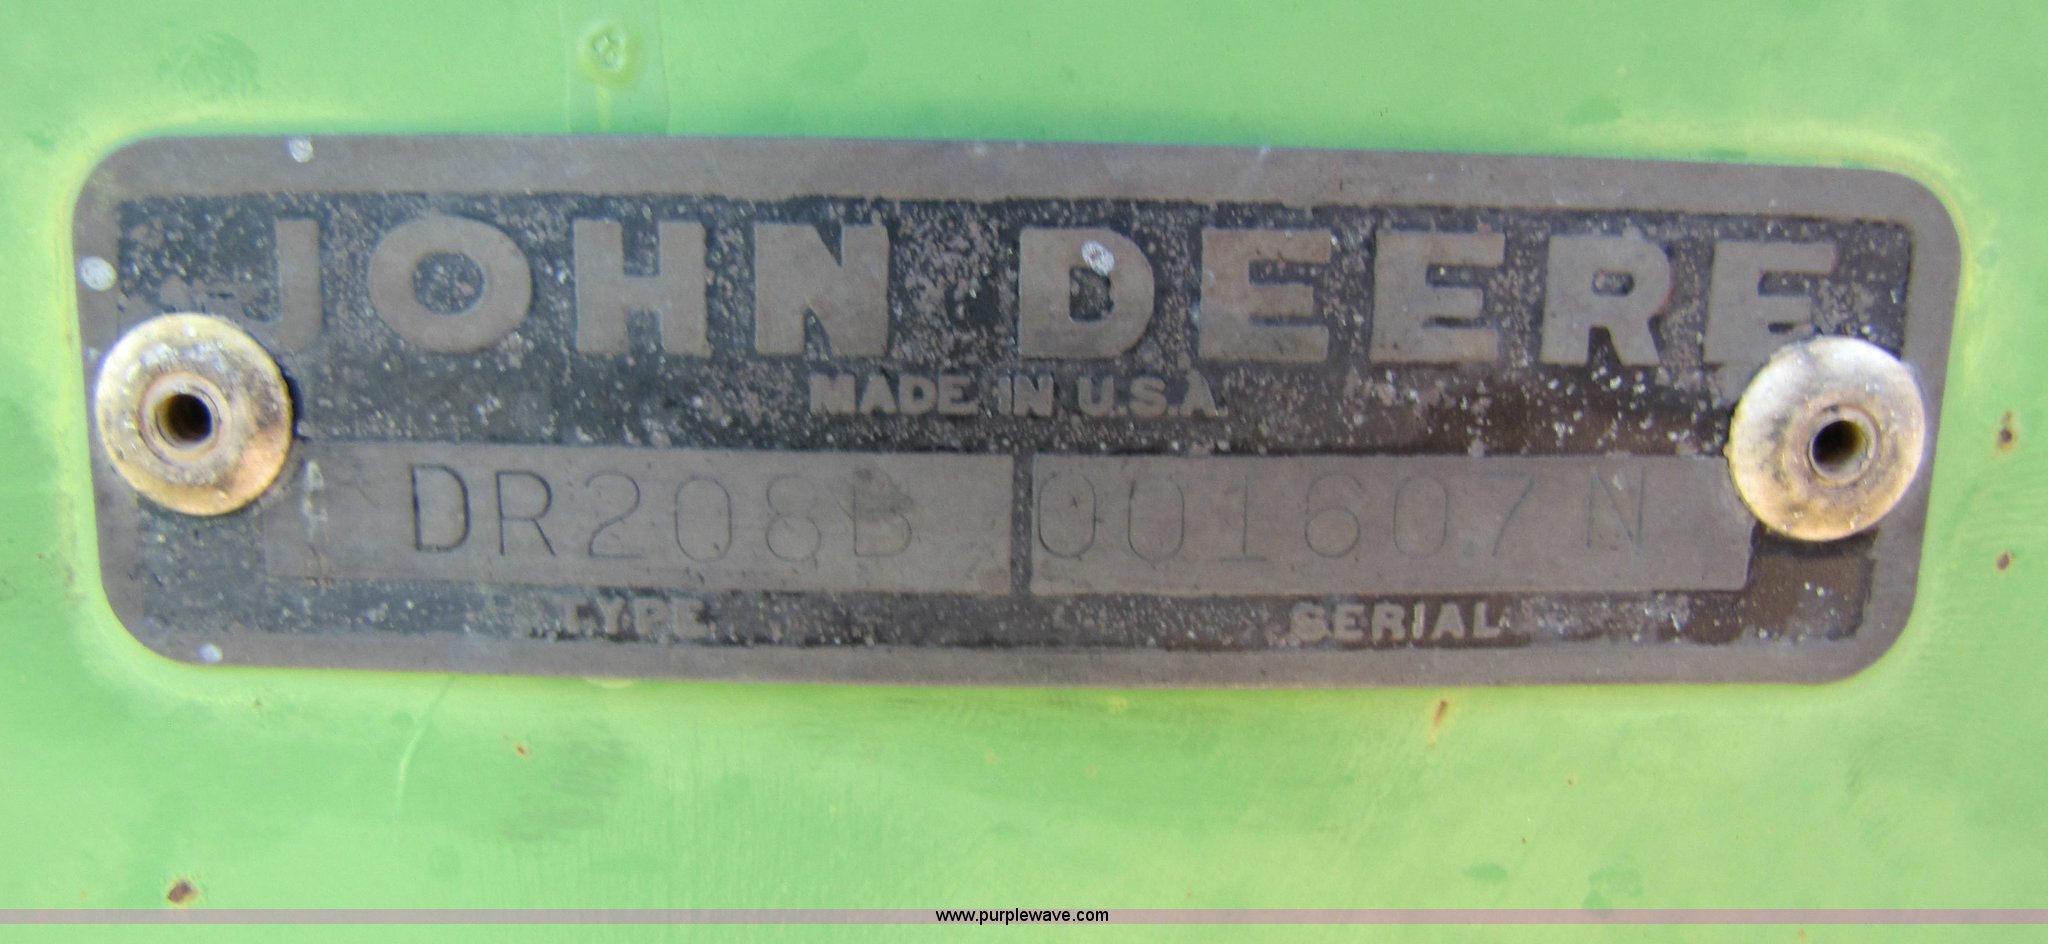 JOHN DEERE
MADE IN U.S.A.
DR208B 001607N
TYPE SERIAL
www.purplewave.com